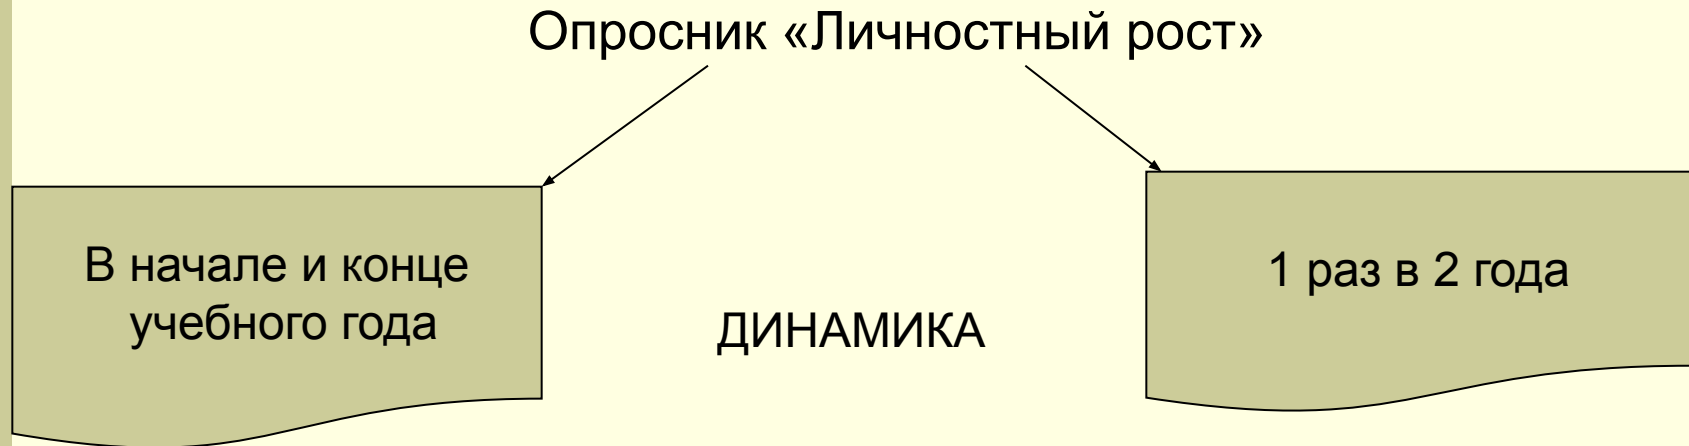 Опросник «Личностный рост»
В начале и конце
учебного года
ДИНАМИКА
1 раз в 2 года